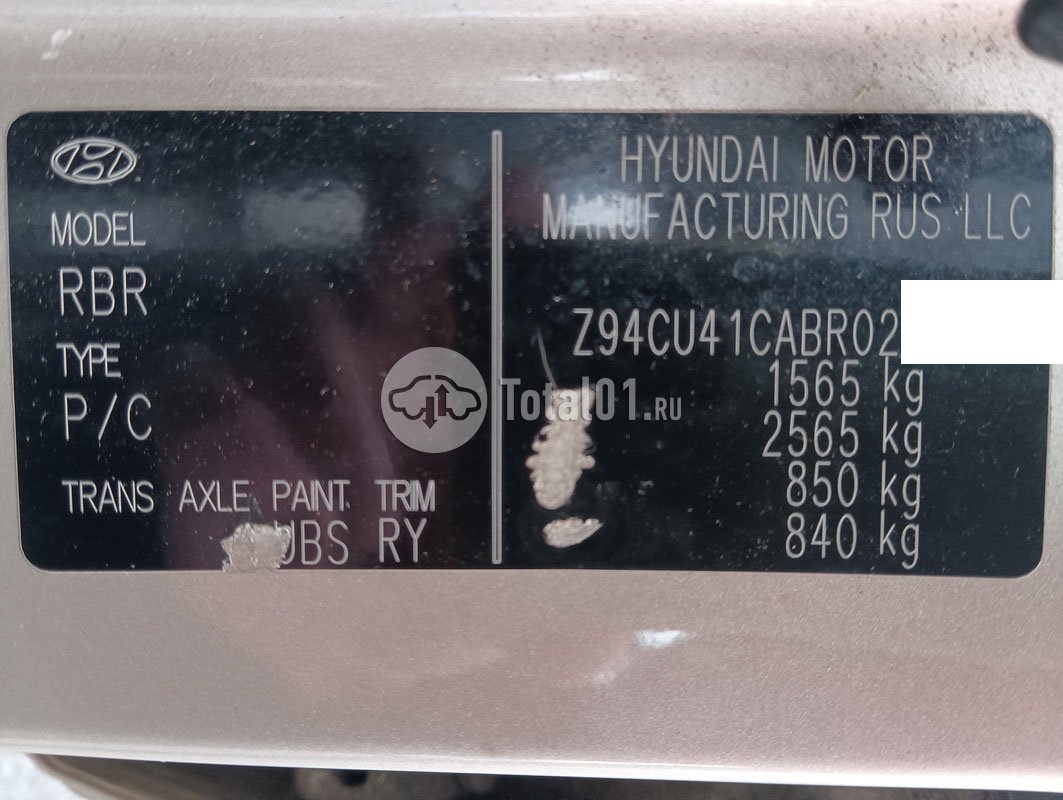 MODEL
RBR
TYPE
P/C
TRANS AXLE PAINT TRIM
UBS RY
HYUNDAI MOTOR
MANUFACTURING RUS LLC
Z94CU41CABR02
1565 kg
2565 kg
850 kg
840 kg
Total01.RU